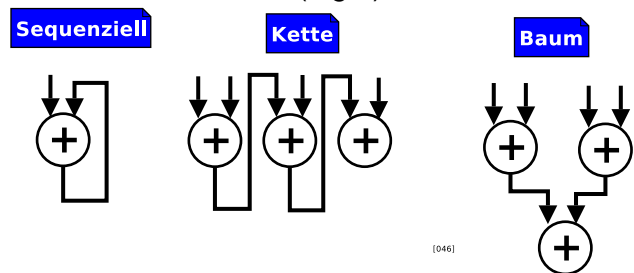 Sequenziell
Kette
Baum
+
+
+
+
+
+
+
[046]